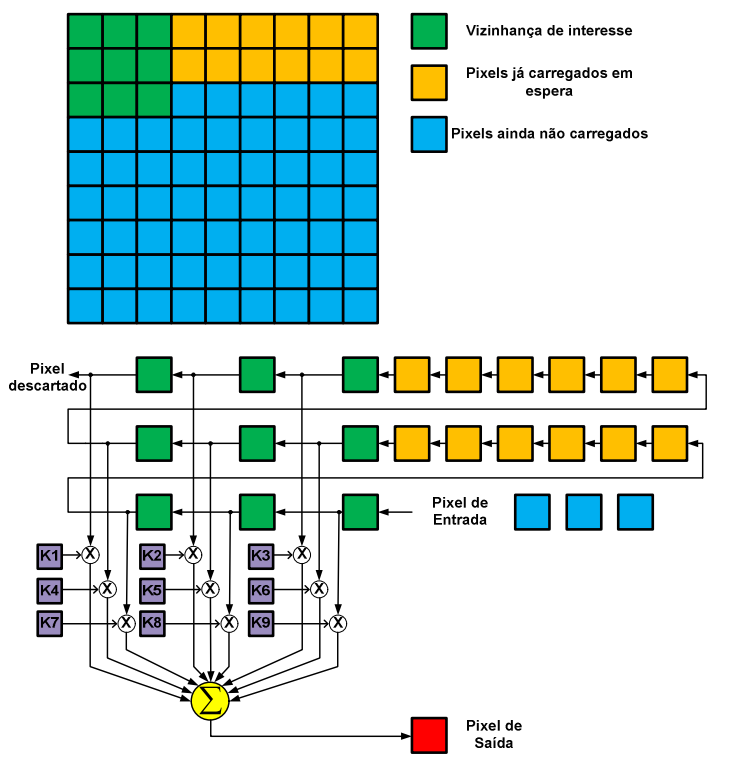 Vizinhança de interesse
Pixels já carregados em
espera
Pixels ainda não carregados
Pixel
descartado
Pixel de
Entrada
K1 X K2 X K3 X
K4 X K5 X K6 X
K7 X K8 X K9 X
Σ
Pixel de
Saída